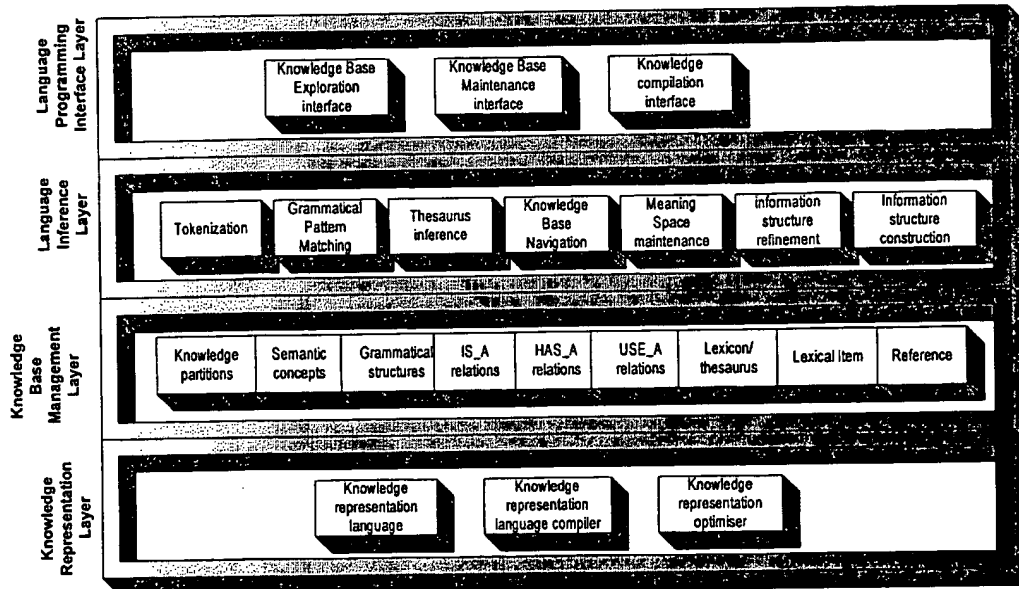 Language
Programming
Interface Layer
Knowledge Base
Exploration
interface
Knowledge Base
Maintenance
interface
Knowledge
compilation
interface
Language
Inference
Layer
Tokenization
Grammatical
Pattern
Matching
Thesaurus
inference
Knowledge
Base
Navigation
Meaning
Space
maintenance
information
structure
refinement
Information
structure
construction
Knowledge
Base
Management
Layer
Knowledge
partitions
Semantic
concepts
Grammatical
structures
IS_A
relations
HAS_A
relations
USE_A
relations
Lexicon/
thesaurus
Lexical Item
Reference
Knowledge
Representation
Layer
Knowledge
representation
language
Knowledge
representation
language compiler
Knowledge
representation
optimiser